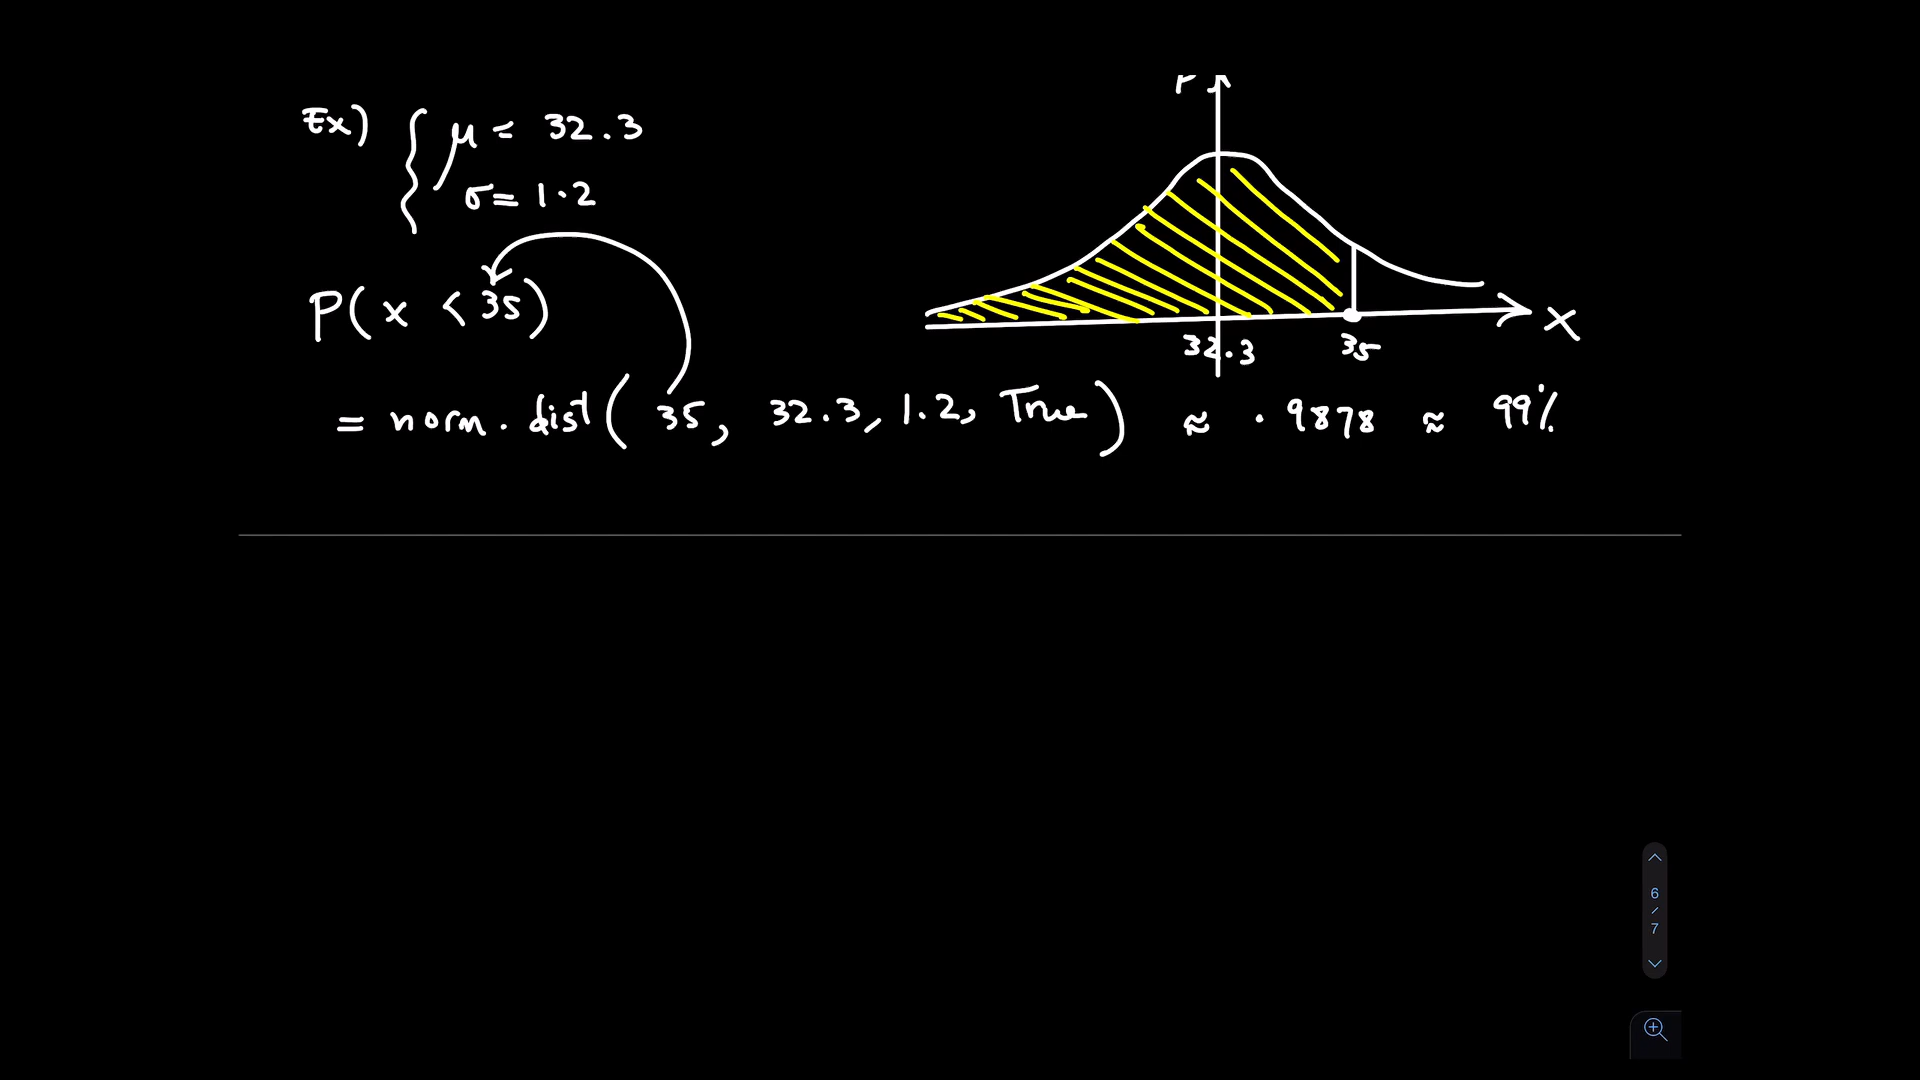 Ex) { μ = 32.3
σ = 1.2
P(x < 35)
= norm.dist(35, 32.3, 1.2, True) ≈ .9878 ≈ 99%
32.3 35 X
6 / 7